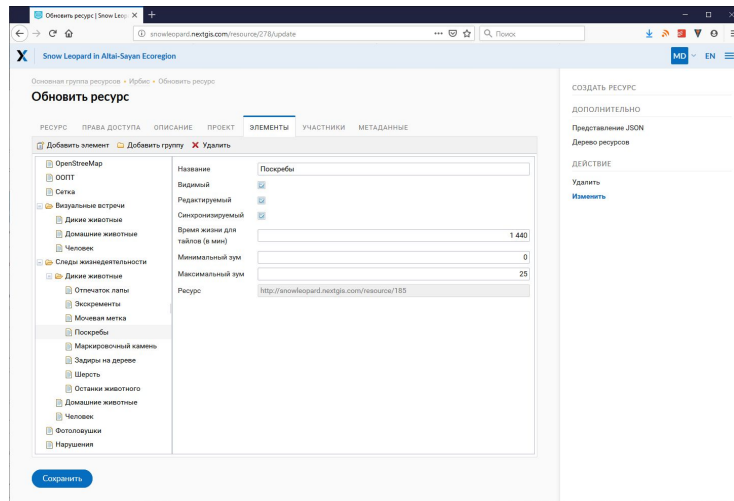 Обновить ресурс | Snow Leop
snowleopard.nextgis.com/resource/278/update
Поиск
Snow Leopard in Altai-Sayan Ecoregion
MD
EN
Основная группа ресурсов • Ирбис • Обновить ресурс
Обновить ресурс
РЕСУРС ПРАВА ДОСТУПА ОПИСАНИЕ ПРОЕКТ ЭЛЕМЕНТЫ УЧАСТНИКИ МЕТАДАННЫЕ
Добавить элемент Добавить группу Удалить
OpenStreeMap
ООПТ
Сетка
Визуальные встречи
Дикие животные
Домашние животные
Человек
Следы жизнедеятельности
Дикие животные
Отпечаток лапы
Экскременты
Мочевая метка
Поскребы
Маркировочный камень
Задиры на дереве
Шерсть
Останки животного
Домашние животные
Человек
Фотоловушки
Нарушения
Название Поскребы
Видимый
Редактируемый
Синхронизируемый
Время жизни для тайлов (в мин) 1 440
Минимальный зум 0
Максимальный зум 25
Ресурс http://snowleopard.nextgis.com/resource/185
Сохранить
СОЗДАТЬ РЕСУРС
ДОПОЛНИТЕЛЬНО
Представление JSON
Дерево ресурсов
ДЕЙСТВИЕ
Удалить
Изменить